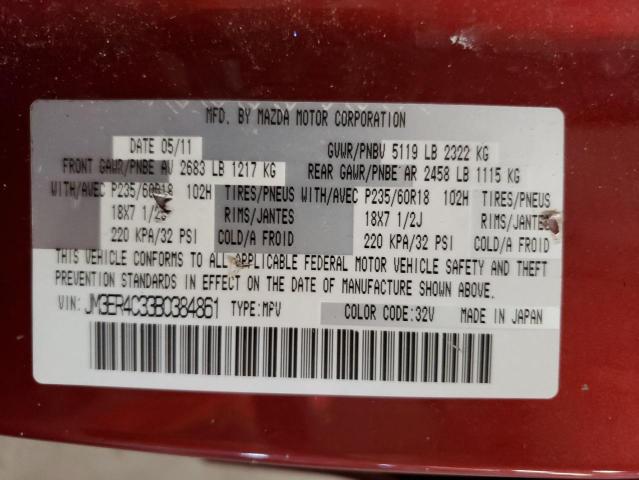 MFD. BY MAZDA MOTOR CORPORATION
DATE 05/11 GVWR/PNBV 5119 LB 2322 KG
FRONT GAWR/PNBE AV 2683 LB 1217 KG REAR GAWR/PNBE AR 2458 LB 1115 KG
WITH/AVEC P235/60R18 102H TIRES/PNEUS WITH/AVEC P235/60R18 102H TIRES/PNEUS
18X7 1/2J RIMS/JANTES 18X7 1/2J RIMS/JANTES
220 KPA/32 PSI COLD/A FROID 220 KPA/32 PSI COLD/A FROID
THIS VEHICLE CONFORMS TO ALL APPLICABLE FEDERAL MOTOR VEHICLE SAFETY AND THEFT
PREVENTION STANDARDS IN EFFECT ON THE DATE OF MANUFACTURE SHOWN ABOVE.
VIN: JM3ER4C33B0384861 TYPE: MPV COLOR CODE: 32V MADE IN JAPAN